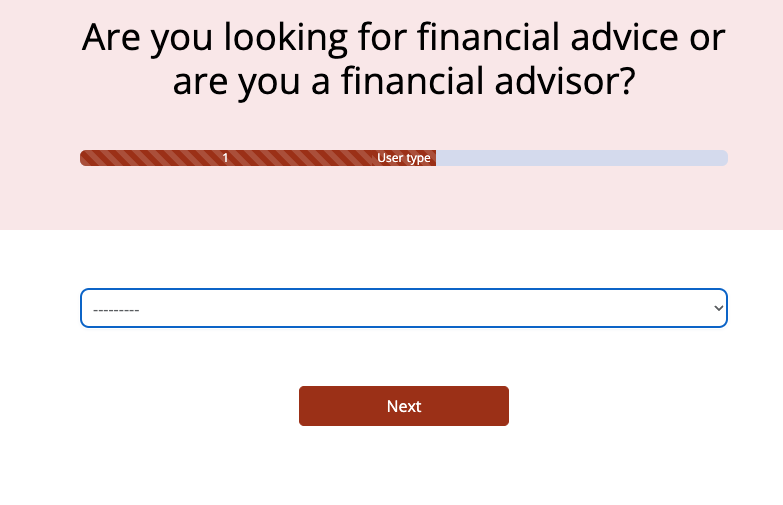 Are you looking for financial advice or
are you a financial advisor?
1 User type
---------
Next